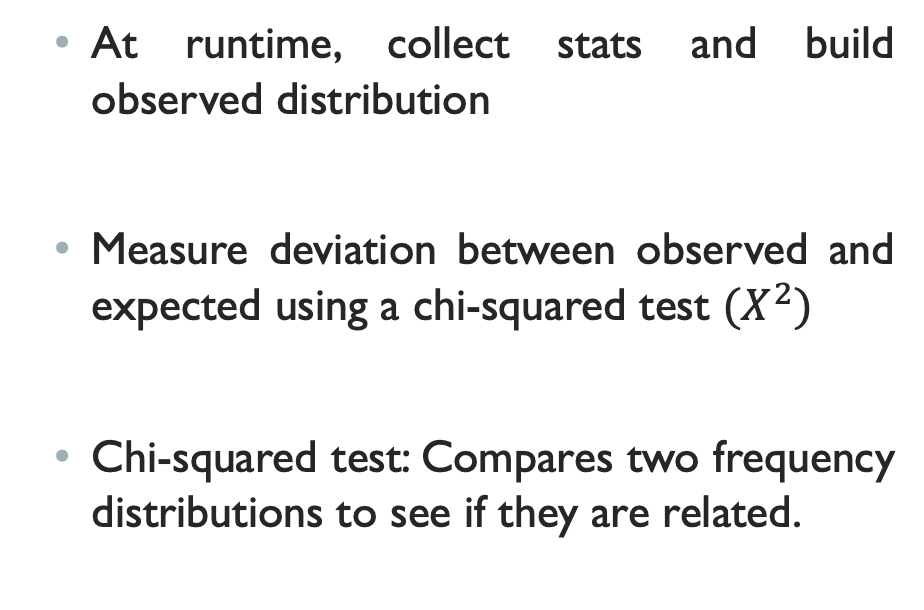 • At runtime, collect stats and build
observed distribution
• Measure deviation between observed and
expected using a chi-squared test (X²)
• Chi-squared test: Compares two frequency
distributions to see if they are related.